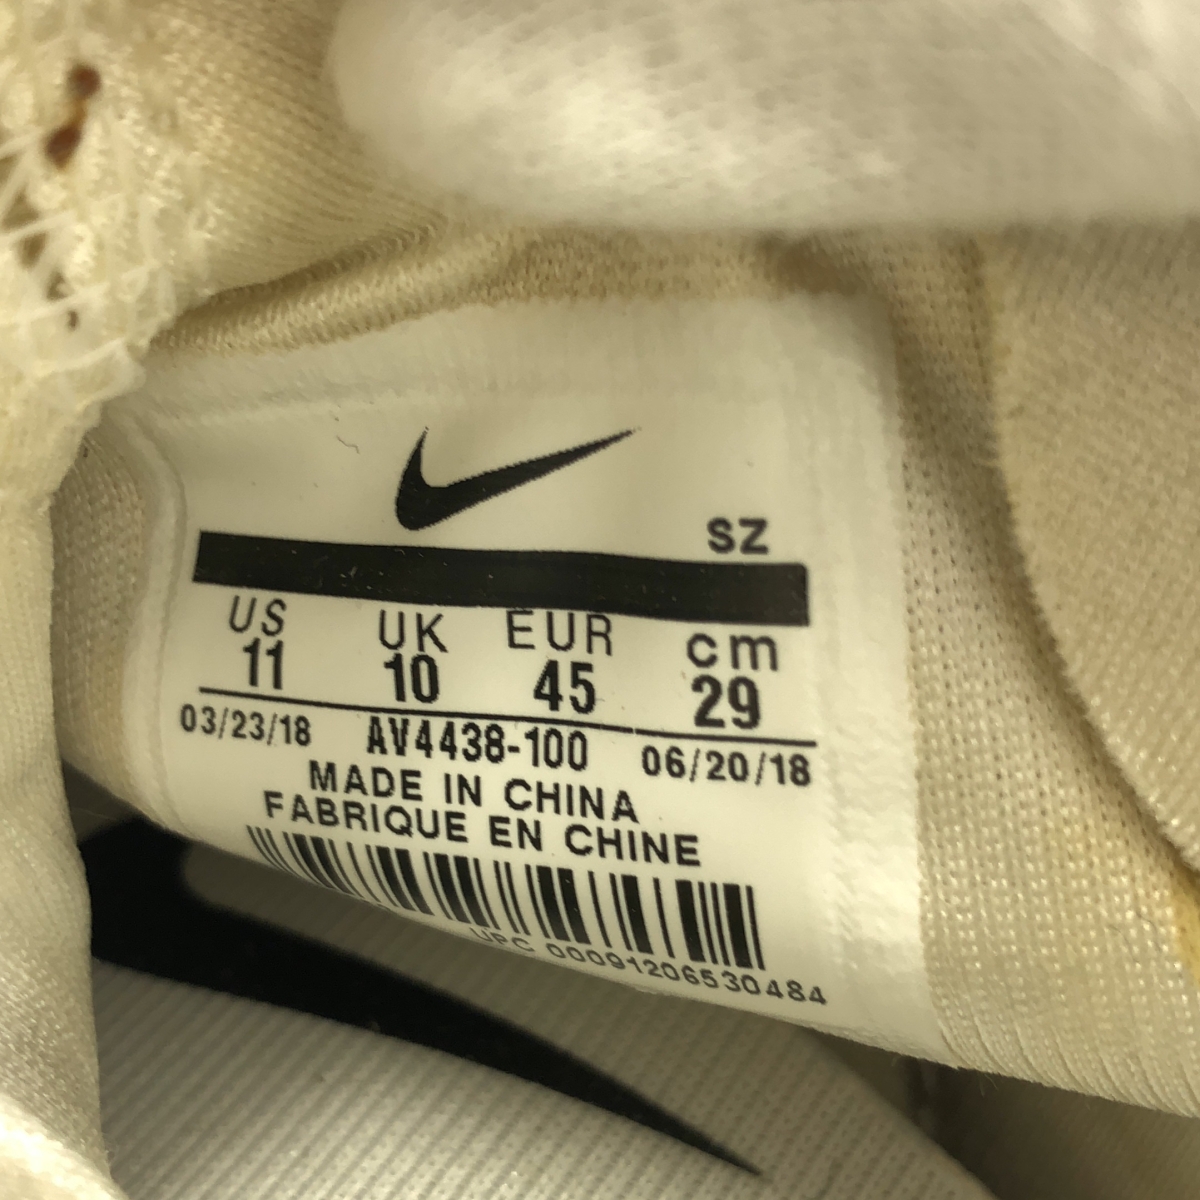 SZ
US UK EUR cm
11 10 45 29
03/23/18 AV4438-100 06/20/18
MADE IN CHINA
FABRIQUE EN CHINE
UPC 00091206530484